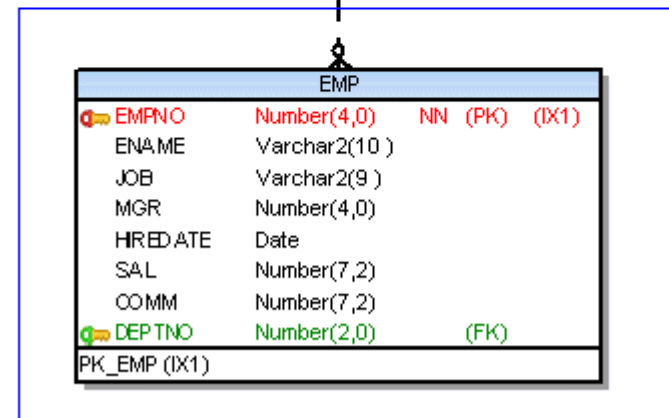 EMP
EMPNO Number(4,0) NN (PK) (IX1)
ENAME Varchar2(10 )
JOB Varchar2(9 )
MGR Number(4,0)
HIREDATE Date
SAL Number(7,2)
COMM Number(7,2)
DEPTNO Number(2,0) (FK)
PK_EMP (IX1)